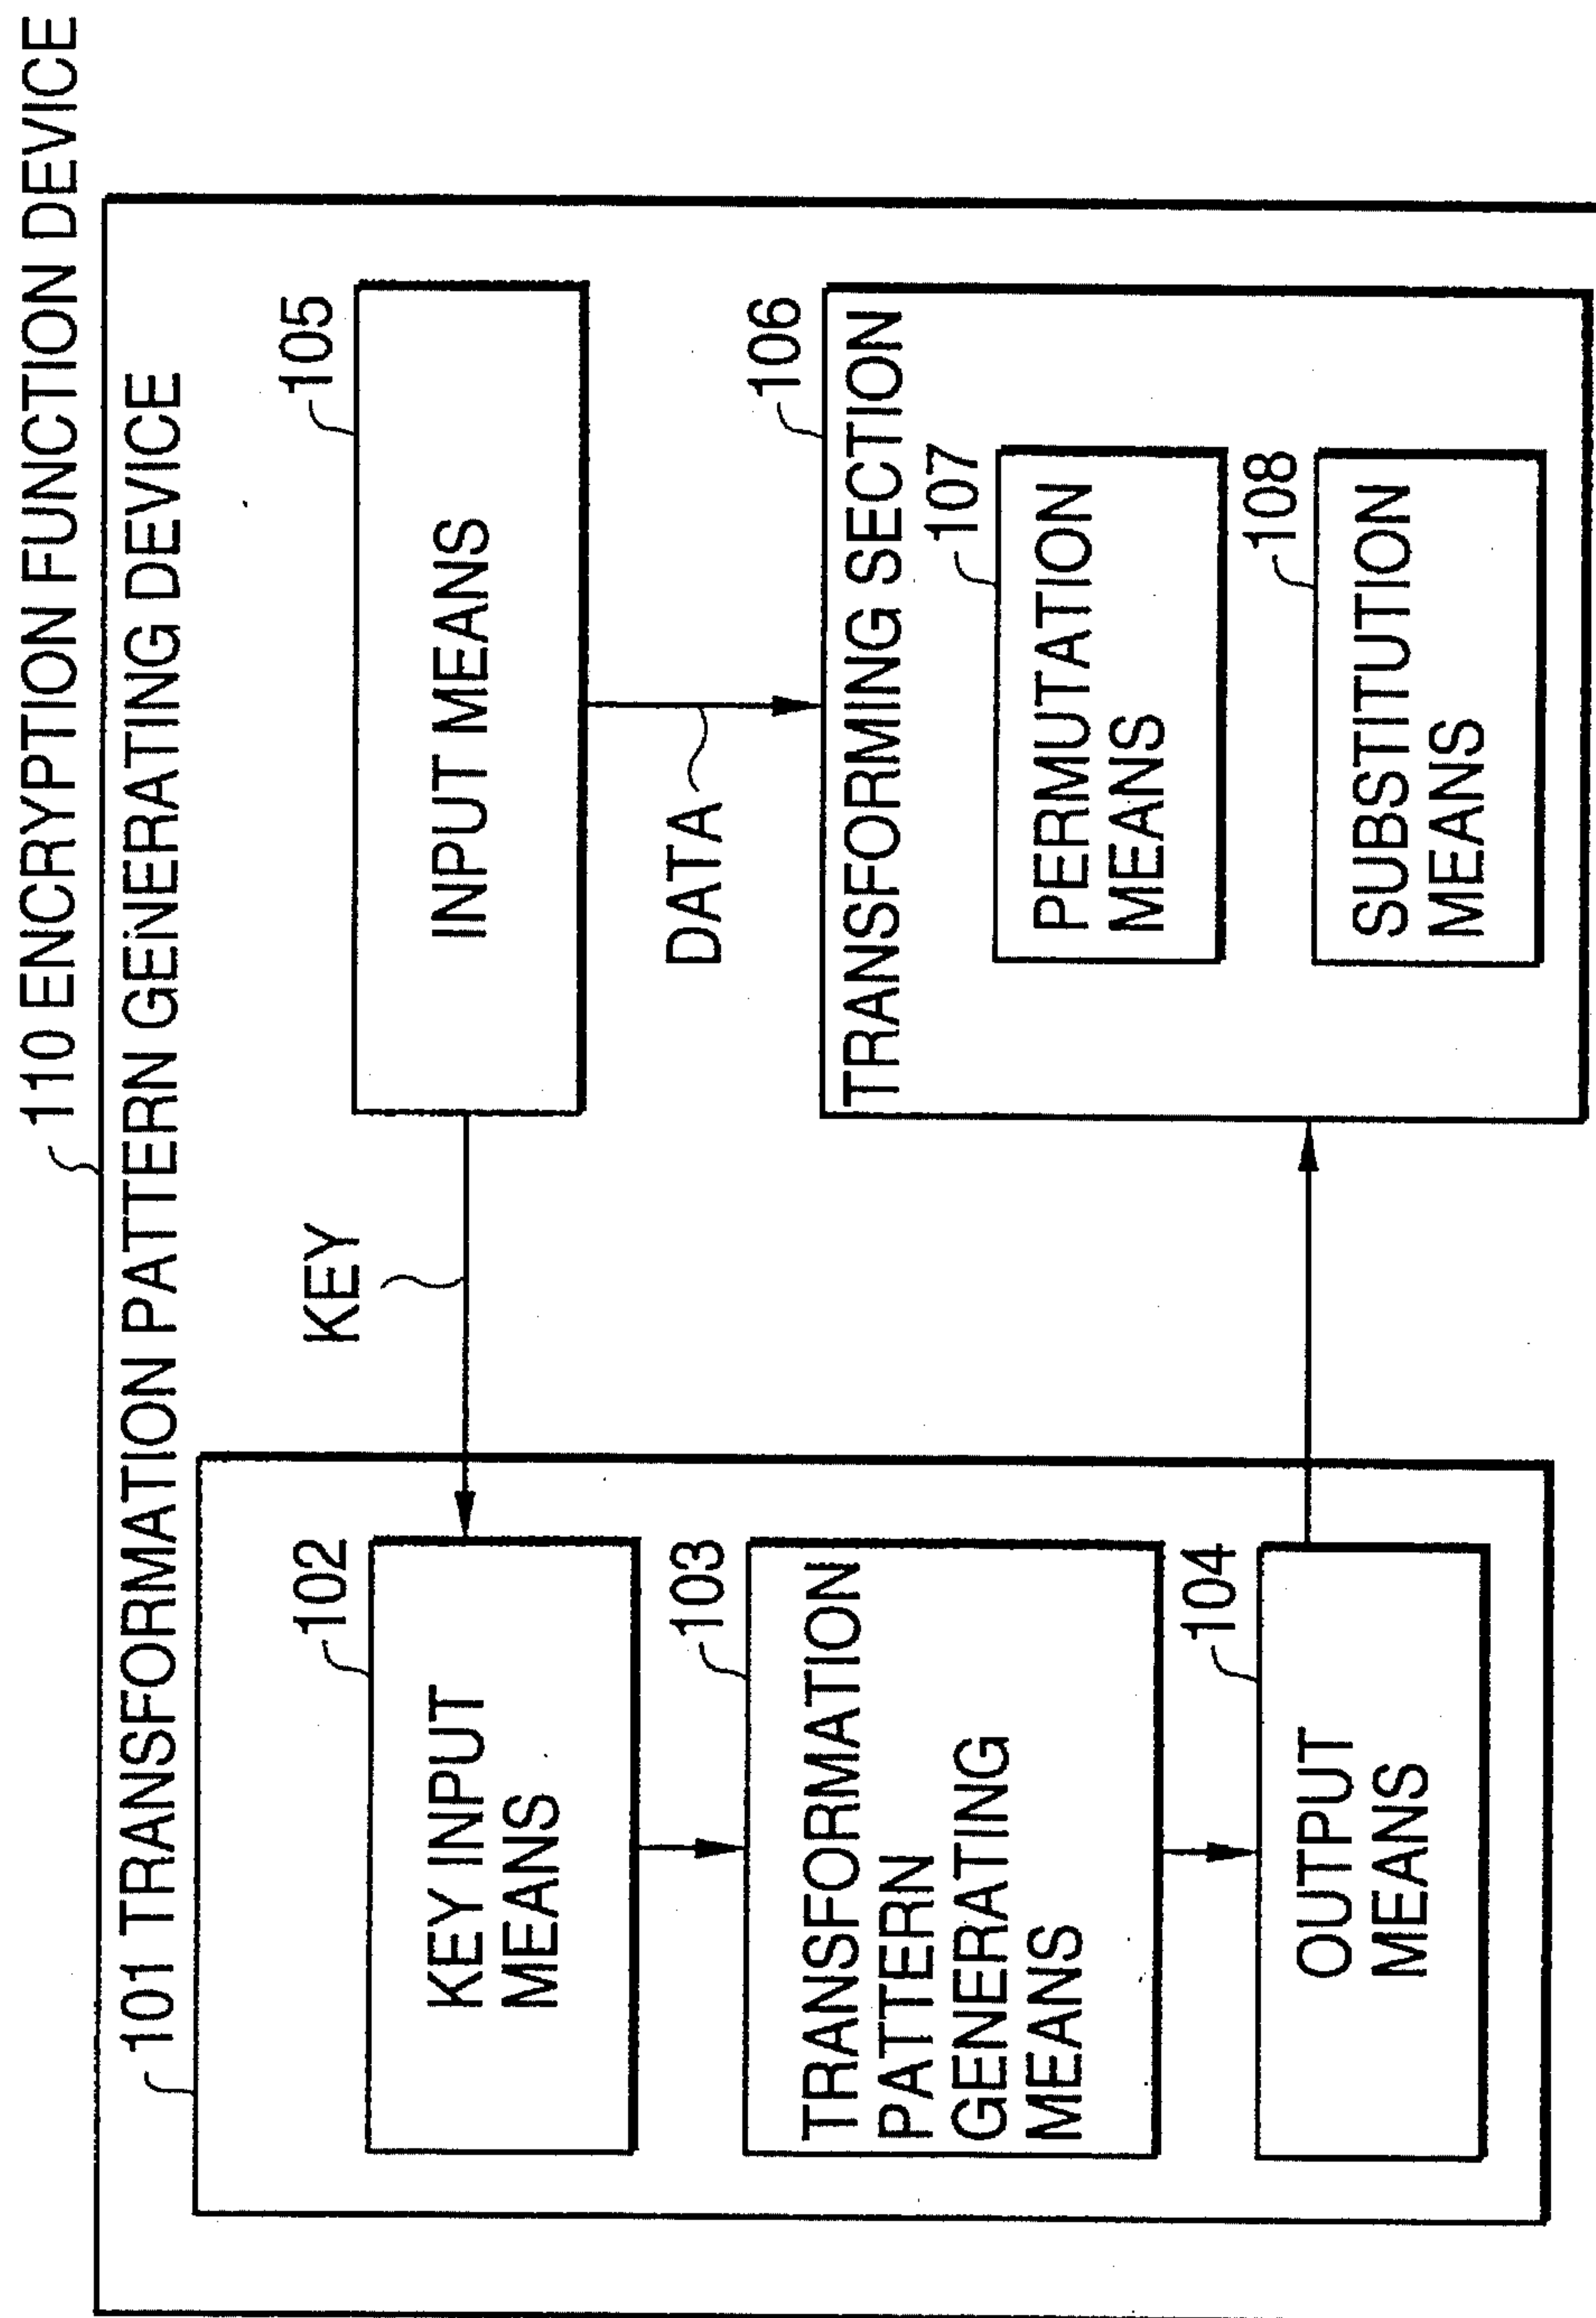 110 ENCRYPTION FUNCTION DEVICE
101 TRANSFORMATION PATTERN GENERATING DEVICE
102
KEY INPUT
MEANS
103
TRANSFORMATION
PATTERN
GENERATING
MEANS
104
OUTPUT
MEANS
KEY
105
INPUT MEANS
DATA
106
TRANSFORMING SECTION
107
PERMUTATION
MEANS
108
SUBSTITUTION
MEANS